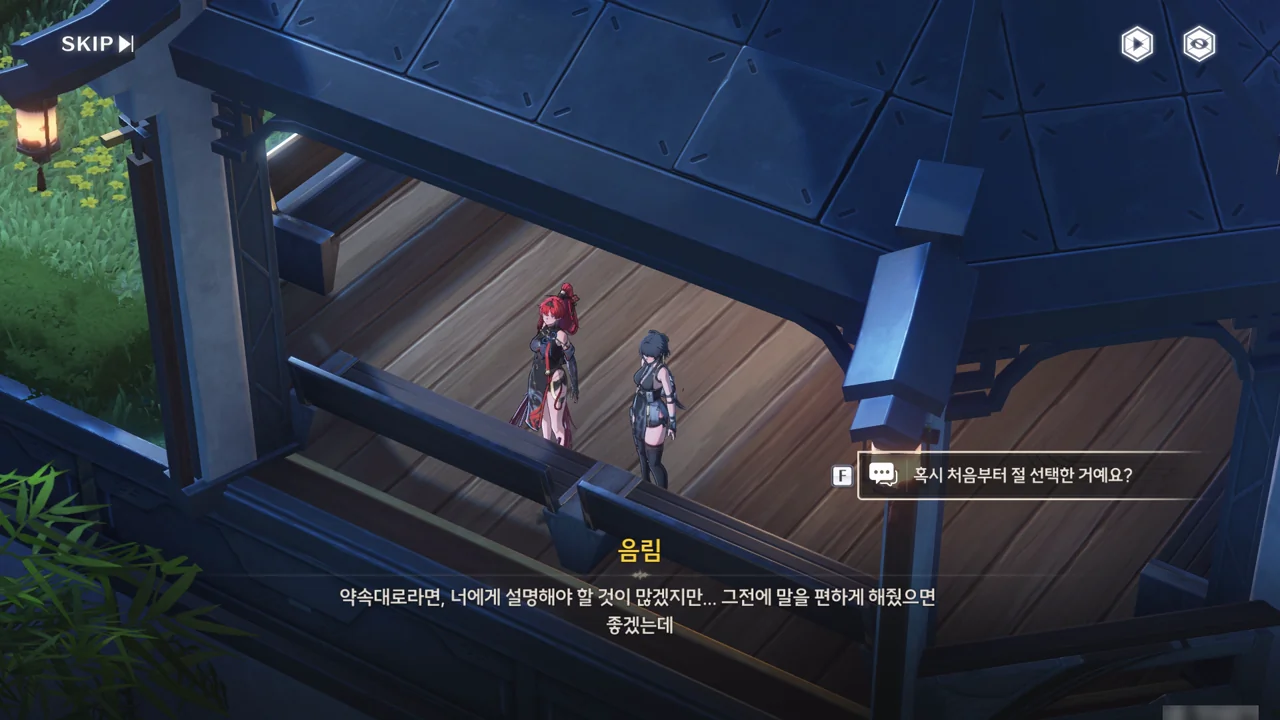 SKIP
F
혹시 처음부터 절 선택한 거예요?
음림
약속대로라면, 너에게 설명해야 할 것이 많겠지만... 그전에 말을 편하게 해줬으면
좋겠는데